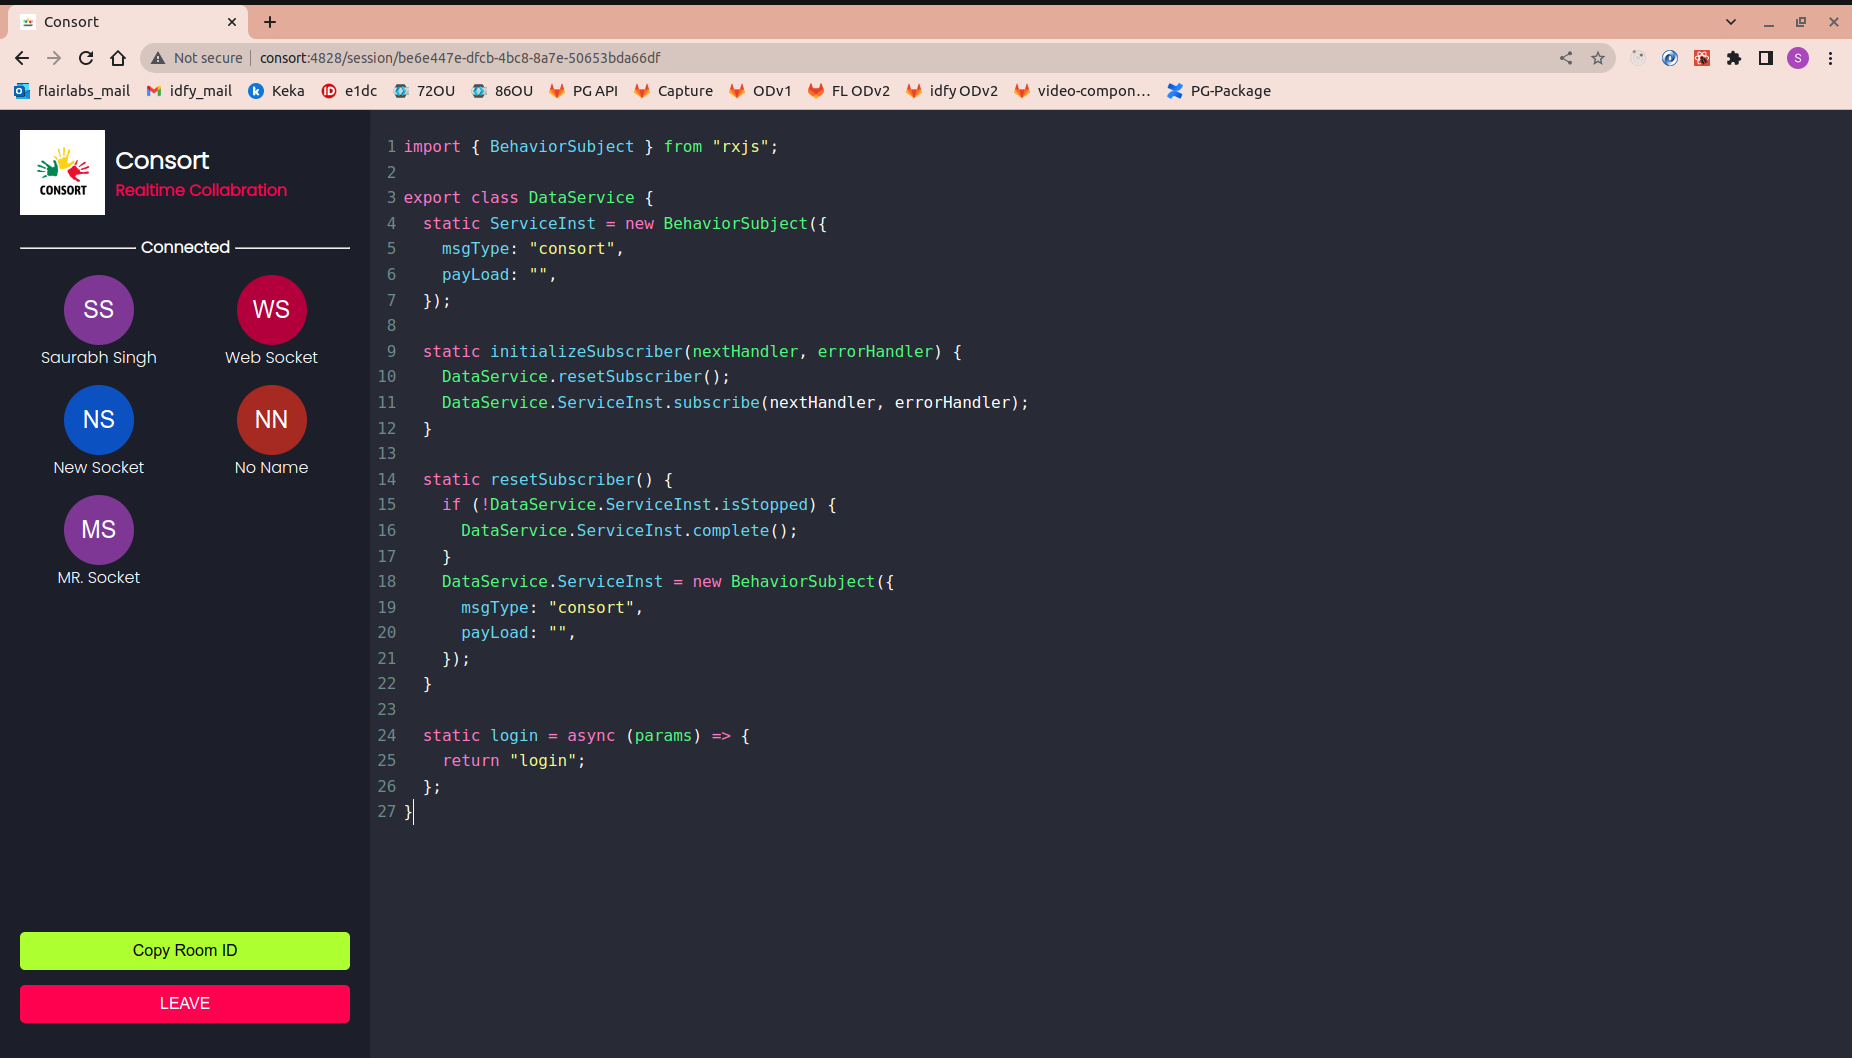 Consort
Not secure
consort:4828/session/be6e447e-dfcb-4bc8-8a7e-50653bda66df
S
flairlabs_mail idfy_mail Keka e1dc 72OU 86OU PG API Capture ODv1 FL ODv2 idfy ODv2 video-compon... PG-Package
CONSORT
Consort
Realtime Collabration
Connected
SS WS
Saurabh Singh Web Socket
NS NN
New Socket No Name
MS
MR. Socket
Copy Room ID
LEAVE
1 import { BehaviorSubject } from "rxjs";
2
3 export class DataService {
4   static ServiceInst = new BehaviorSubject({
5     msgType: "consort",
6     payLoad: "",
7   });
8
9   static initializeSubscriber(nextHandler, errorHandler) {
10     DataService.resetSubscriber();
11     DataService.ServiceInst.subscribe(nextHandler, errorHandler);
12   }
13
14   static resetSubscriber() {
15     if (!DataService.ServiceInst.isStopped) {
16       DataService.ServiceInst.complete();
17     }
18     DataService.ServiceInst = new BehaviorSubject({
19       msgType: "consort",
20       payLoad: "",
21     });
22   }
23
24   static login = async (params) => {
25     return "login";
26   };
27 }